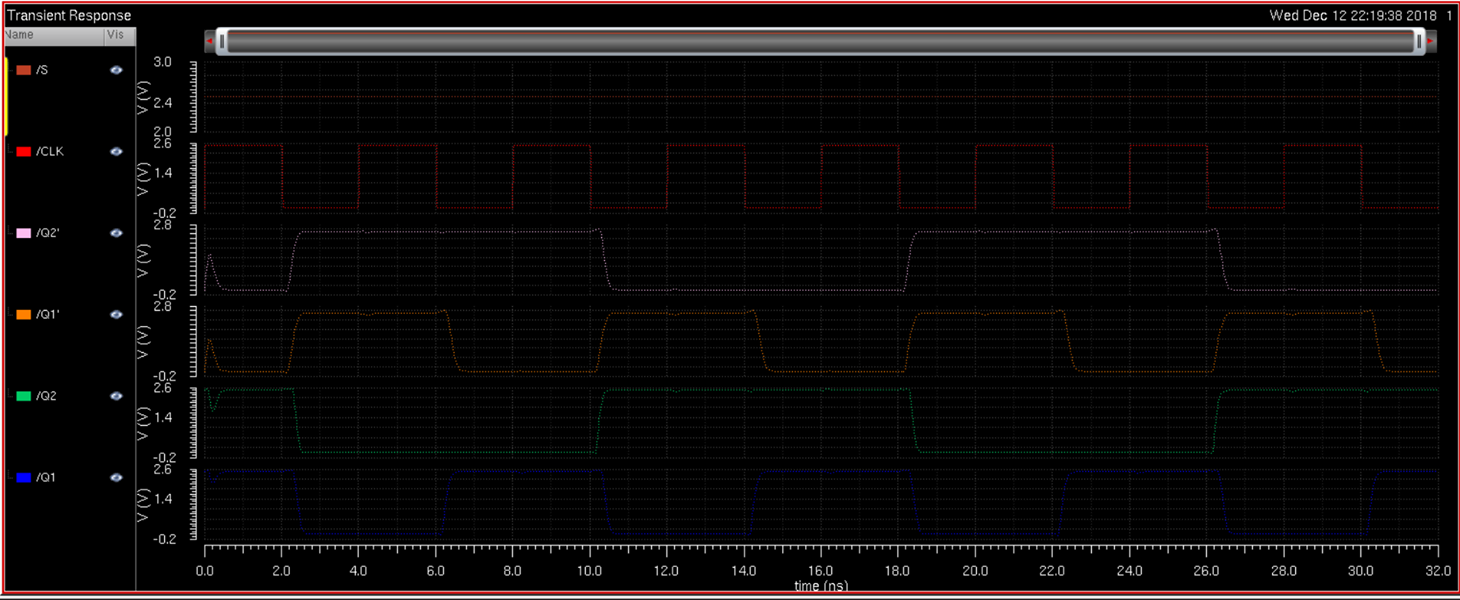 Transient Response Wed Dec 12 22:19:38 2018 1
Name Vis
/S
3.0
2.4
2.0
V (V)
/CLK
2.6
1.4
-0.2
V (V)
/Q2'
2.8
-0.2
V (V)
/Q1'
2.8
-0.2
V (V)
/Q2
2.6
1.4
-0.2
V (V)
/Q1
2.6
1.4
-0.2
V (V)
0.0 2.0 4.0 6.0 8.0 10.0 12.0 14.0 16.0 18.0 20.0 22.0 24.0 26.0 28.0 30.0 32.0
time (ns)